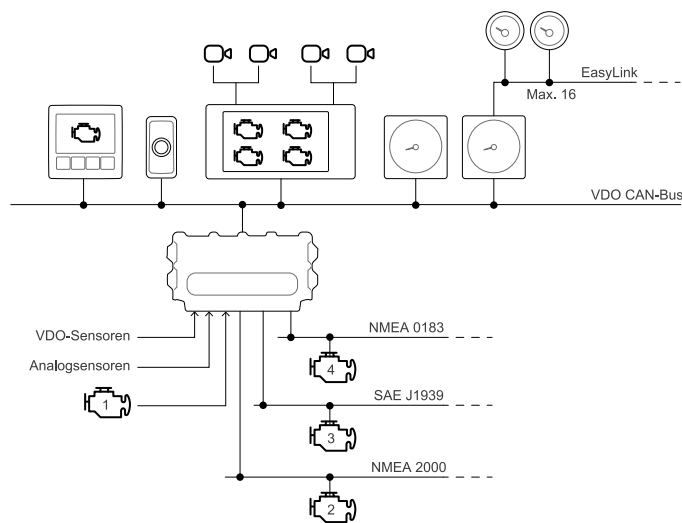 EasyLink
Max. 16
VDO CAN-Bus
VDO-Sensoren
Analogsensoren
1
NMEA 0183
4
SAE J1939
3
NMEA 2000
2